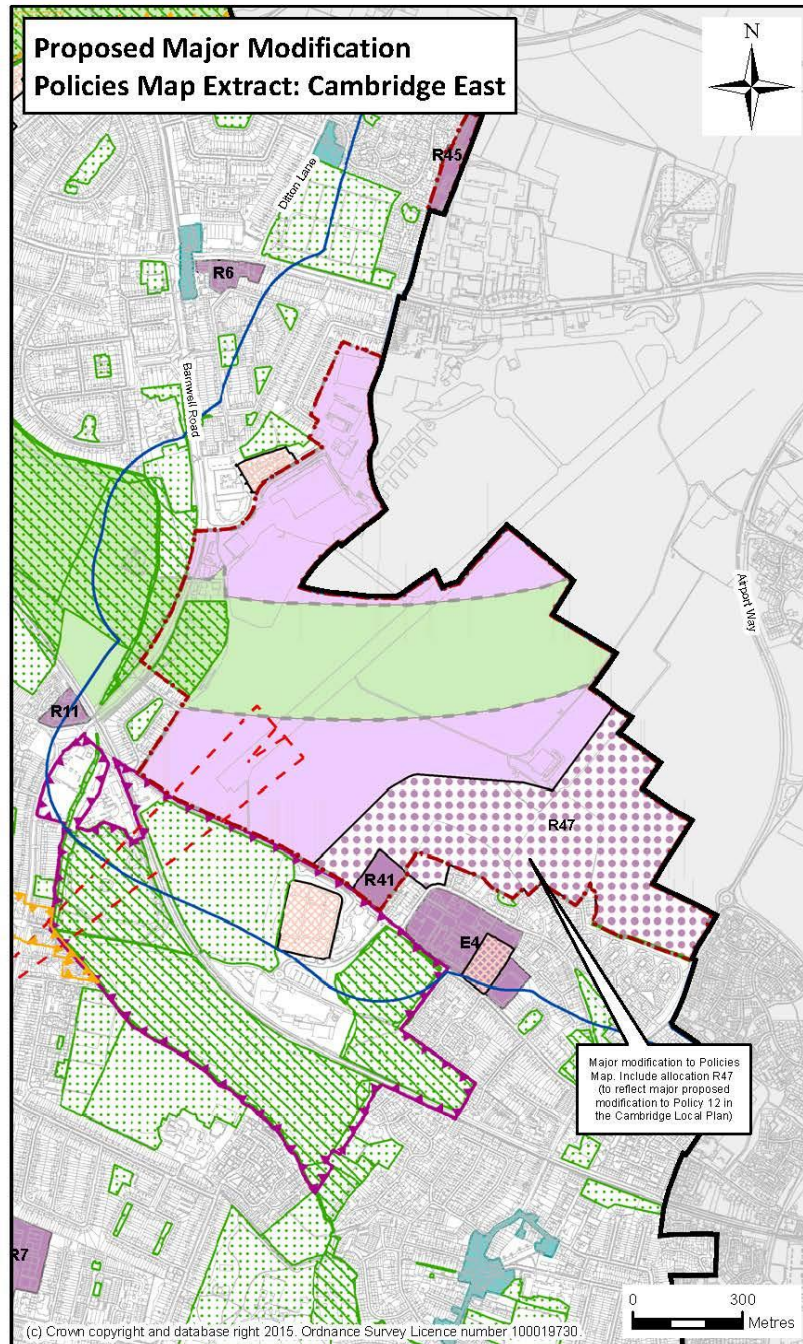 Proposed Major Modification
Policies Map Extract: Cambridge East
N
R45
Ditton Lane
R6
Barnwell Road
Airport Way
R11
R47
R41
E4
Major modification to Policies
Map. Include allocation R47
(to reflect major proposed
modification to Policy 12 in
the Cambridge Local Plan)
R7
0 300
Metres
(c) Crown copyright and database right 2015. Ordnance Survey Licence number 100019730.